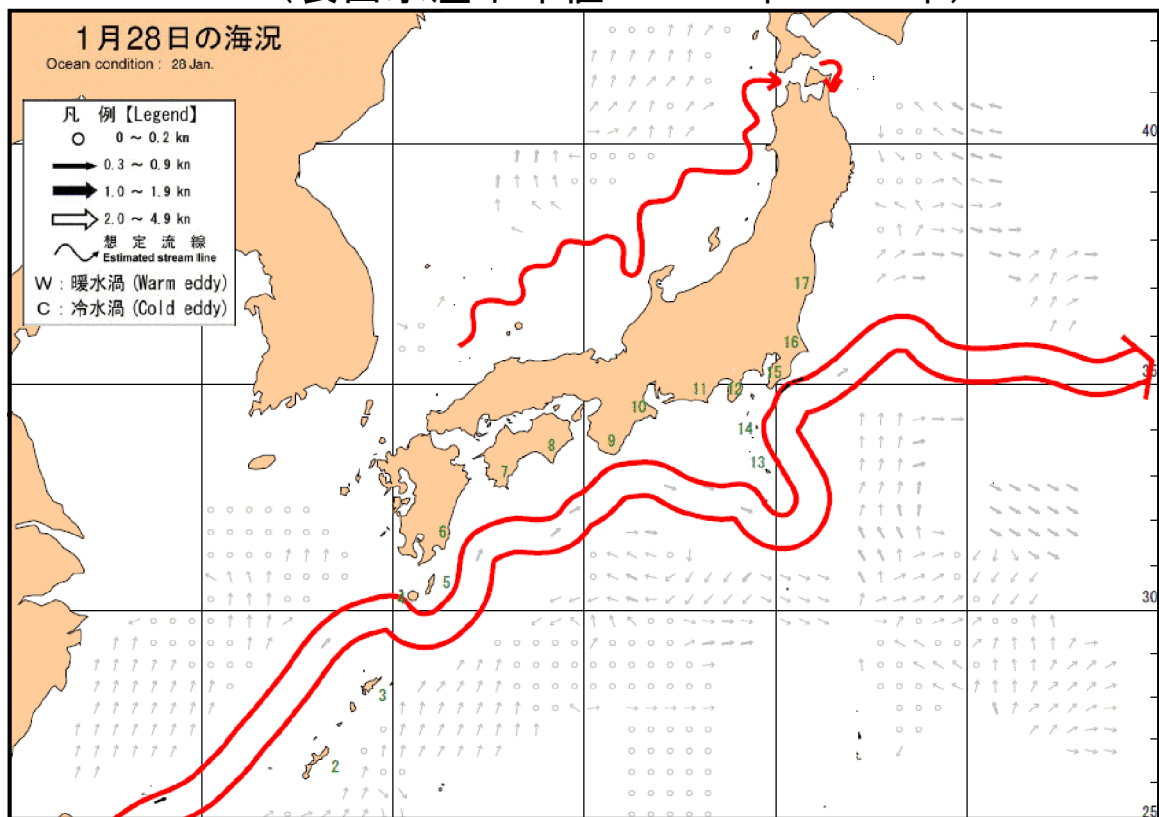 1月28日の海況
Ocean condition : 28 Jan.
凡 例【Legend】
0 ～ 0.2 kn
0.3 ～ 0.9 kn
1.0 ～ 1.9 kn
2.0 ～ 4.9 kn
想 定 流 線
Estimated stream line
W : 暖水渦 (Warm eddy)
C : 冷水渦 (Cold eddy)
40
17
16
35
15
12
11
10
14
9
8
13
7
6
5
4
30
3
2
25